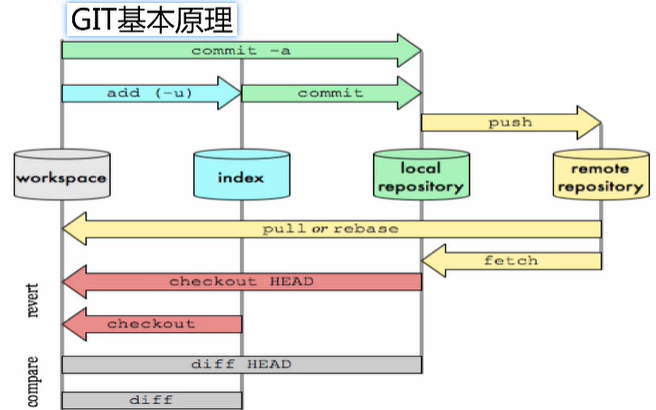 GIT基本原理
commit -a
add (-u)
commit
push
workspace
index
local
repository
remote
repository
pull or rebase
fetch
revert
checkout HEAD
checkout
compare
diff HEAD
diff